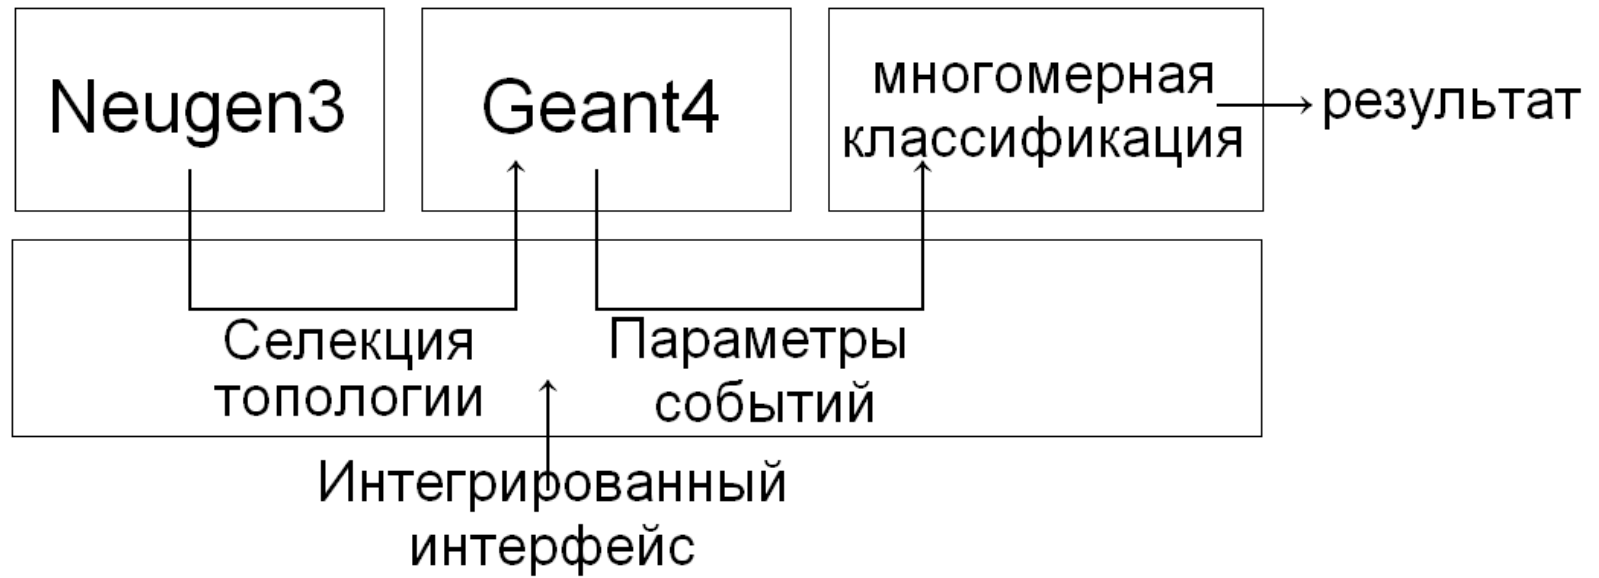 Neugen3
Geant4
многомерная
классификация
результат
Селекция
топологии
Параметры
событий
Интегрированный
интерфейс